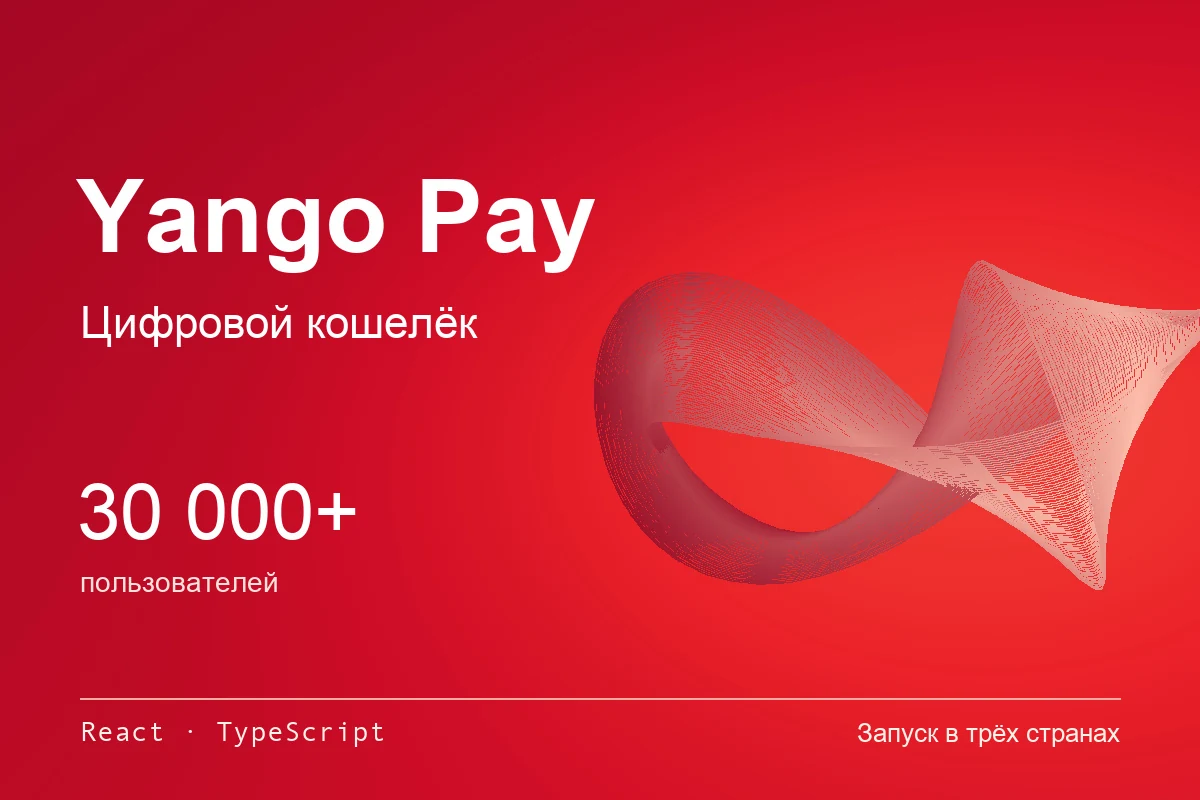 Yango Pay
Цифровой кошелёк
30 000+
пользователей
React · TypeScript
Запуск в трёх странах